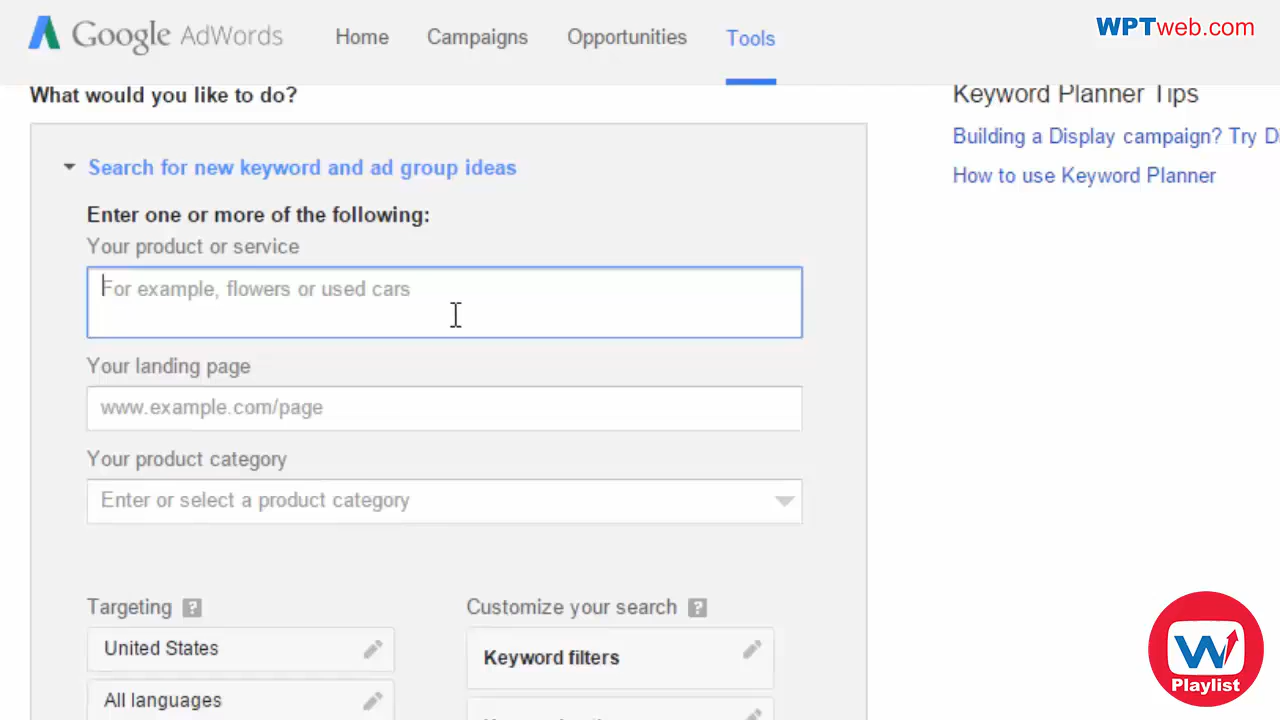 Google AdWords Home Campaigns Opportunities Tools
WPTweb.com
What would you like to do?
Keyword Planner Tips
Building a Display campaign? Try D
How to use Keyword Planner
Search for new keyword and ad group ideas
Enter one or more of the following:
Your product or service
For example, flowers or used cars
Your landing page
www.example.com/page
Your product category
Enter or select a product category
Targeting ?
Customize your search ?
United States
Keyword filters
All languages
W
Playlist